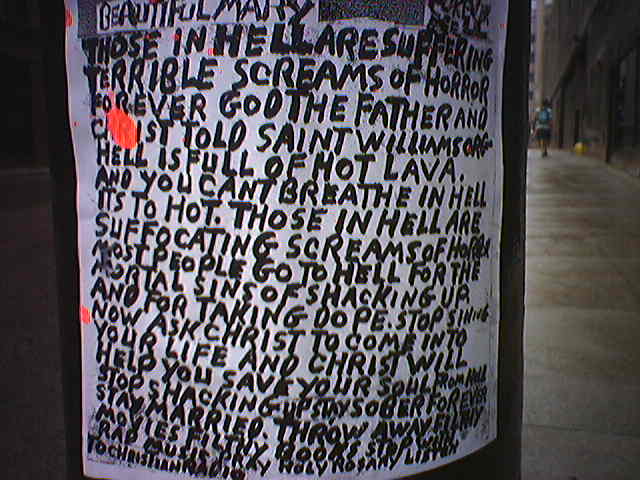 BEAUTIFUL MARY
THOSE IN HELL ARE SUFFERING
TERRIBLE SCREAMS OF HORROR
FOREVER GOD THE FATHER AND
CHRIST TOLD SAINT WILLIAMS ORG-
HELL IS FULL OF HOT LAVA.
AND YOU CANT BREATHE IN HELL
ITS TO HOT. THOSE IN HELL ARE
SUFFOCATING SCREAMS OF HORROR
MOST PEOPLE GO TO HELL FOR THE
MORTAL SINS OF SHACKING UP,
AND FOR TAKING DOPE. STOP SINING
NOW ASK CHRIST TO COME INTO
YOUR LIFE AND CHRIST WILL
HELP YOU SAVE YOUR SOUL FROM HELL
STOP SHACKING UP STAY SOBER FOREVER
STAY MARRIED. THROW AWAY FILTHY
MOVIES FILTHY BOOKS
RAP MUSIC PRAY HOLY ROSARY LISTEN
TO CHRISTIAN RADIO